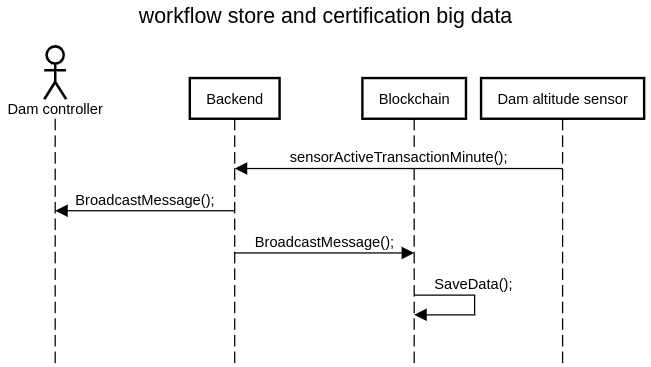 workflow store and certification big data
Dam controller
Backend
Blockchain
Dam altitude sensor
sensorActiveTransactionMinute();
BroadcastMessage();
BroadcastMessage();
SaveData();